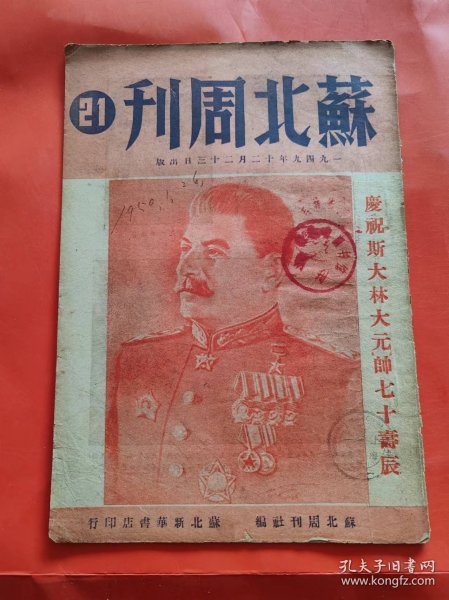 蘇北周刊 21
一九四九年十二月二十三日出版
1950.1.26.
慶祝斯大林大元帥七十壽辰
蘇北周刊社編 蘇北新華書店印行
孔夫子旧书网
www.kongfz.com